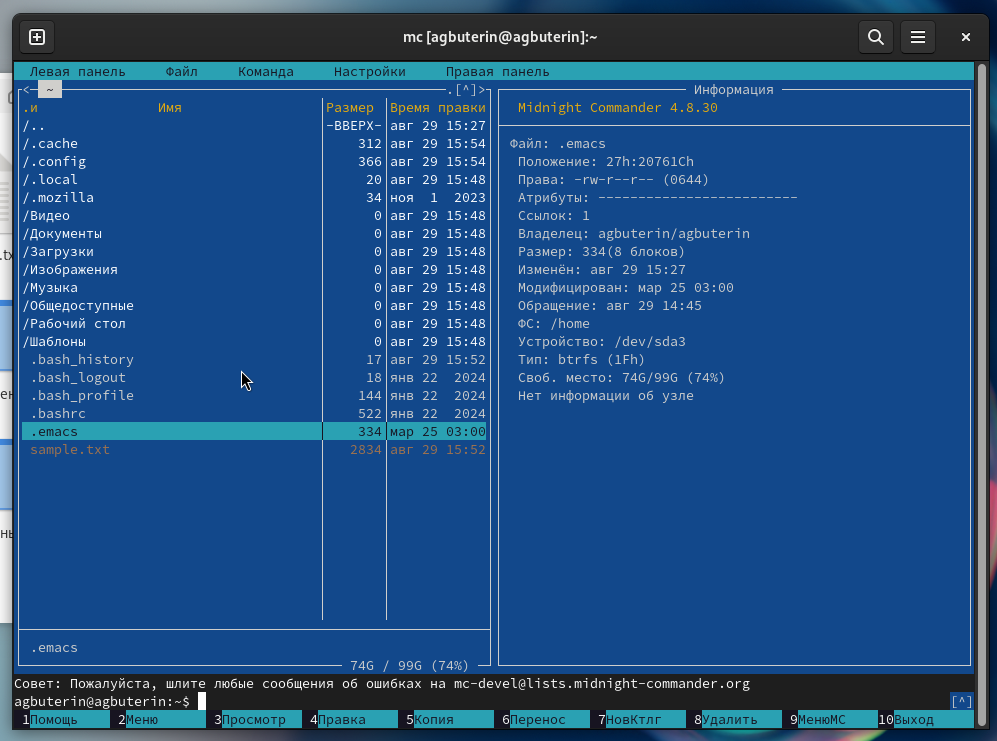 mc [agbuterin@agbuterin]:~
Левая панель Файл Команда Настройки Правая панель
<─ ~ .[^]>
.и Имя Размер Время правки
/.. -ВВЕРХ- авг 29 15:27
/.cache 312 авг 29 15:54
/.config 366 авг 29 15:54
/.local 20 авг 29 15:48
/.mozilla 34 ноя 1 2023
/Видео 0 авг 29 15:48
/Документы 0 авг 29 15:48
/Загрузки 0 авг 29 15:48
/Изображения 0 авг 29 15:48
/Музыка 0 авг 29 15:48
/Общедоступные 0 авг 29 15:48
/Рабочий стол 0 авг 29 15:48
/Шаблоны 0 авг 29 15:48
.bash_history 17 авг 29 15:52
.bash_logout 18 янв 22 2024
.bash_profile 144 янв 22 2024
.bashrc 522 янв 22 2024
.emacs 334 мар 25 03:00
sample.txt 2834 авг 29 15:52
.emacs
74G / 99G (74%)
Информация
Midnight Commander 4.8.30
Файл: .emacs
Положение: 27h:20761Ch
Права: -rw-r--r-- (0644)
Атрибуты: -------------------------
Ссылок: 1
Владелец: agbuterin/agbuterin
Размер: 334(8 блоков)
Изменён: авг 29 15:27
Модифицирован: мар 25 03:00
Обращение: авг 29 14:45
ФС: /home
Устройство: /dev/sda3
Тип: btrfs (1Fh)
Своб. место: 74G/99G (74%)
Нет информации об узле
Совет: Пожалуйста, шлите любые сообщения об ошибках на mc-devel@lists.midnight-commander.org
agbuterin@agbuterin:~$ [^]
1Помощь 2Меню 3Просмотр 4Правка 5Копия 6Перенос 7НовКтлг 8Удалить 9МенюMC 10Выход